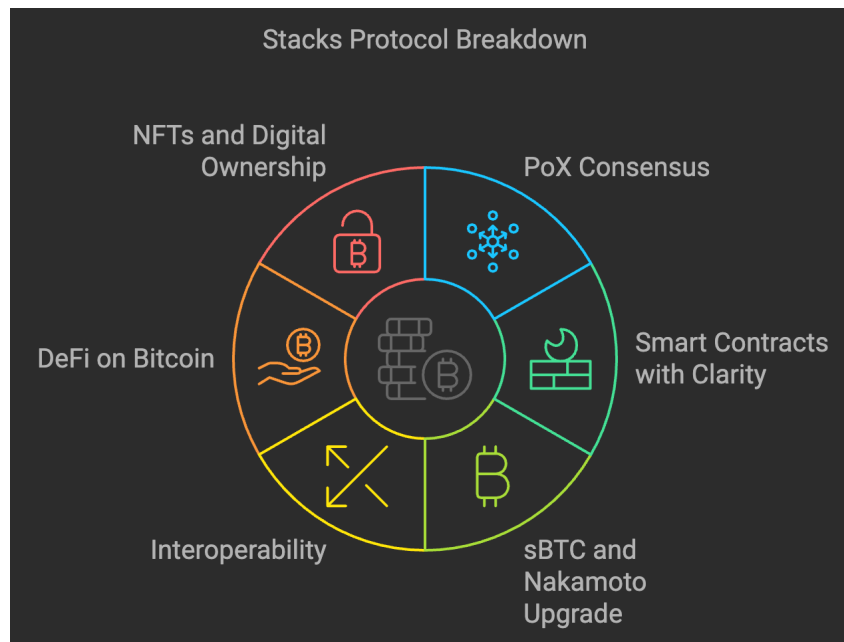 Stacks Protocol Breakdown
NFTs and Digital
Ownership
PoX Consensus
DeFi on Bitcoin
Smart Contracts
with Clarity
Interoperability
sBTC and
Nakamoto
Upgrade